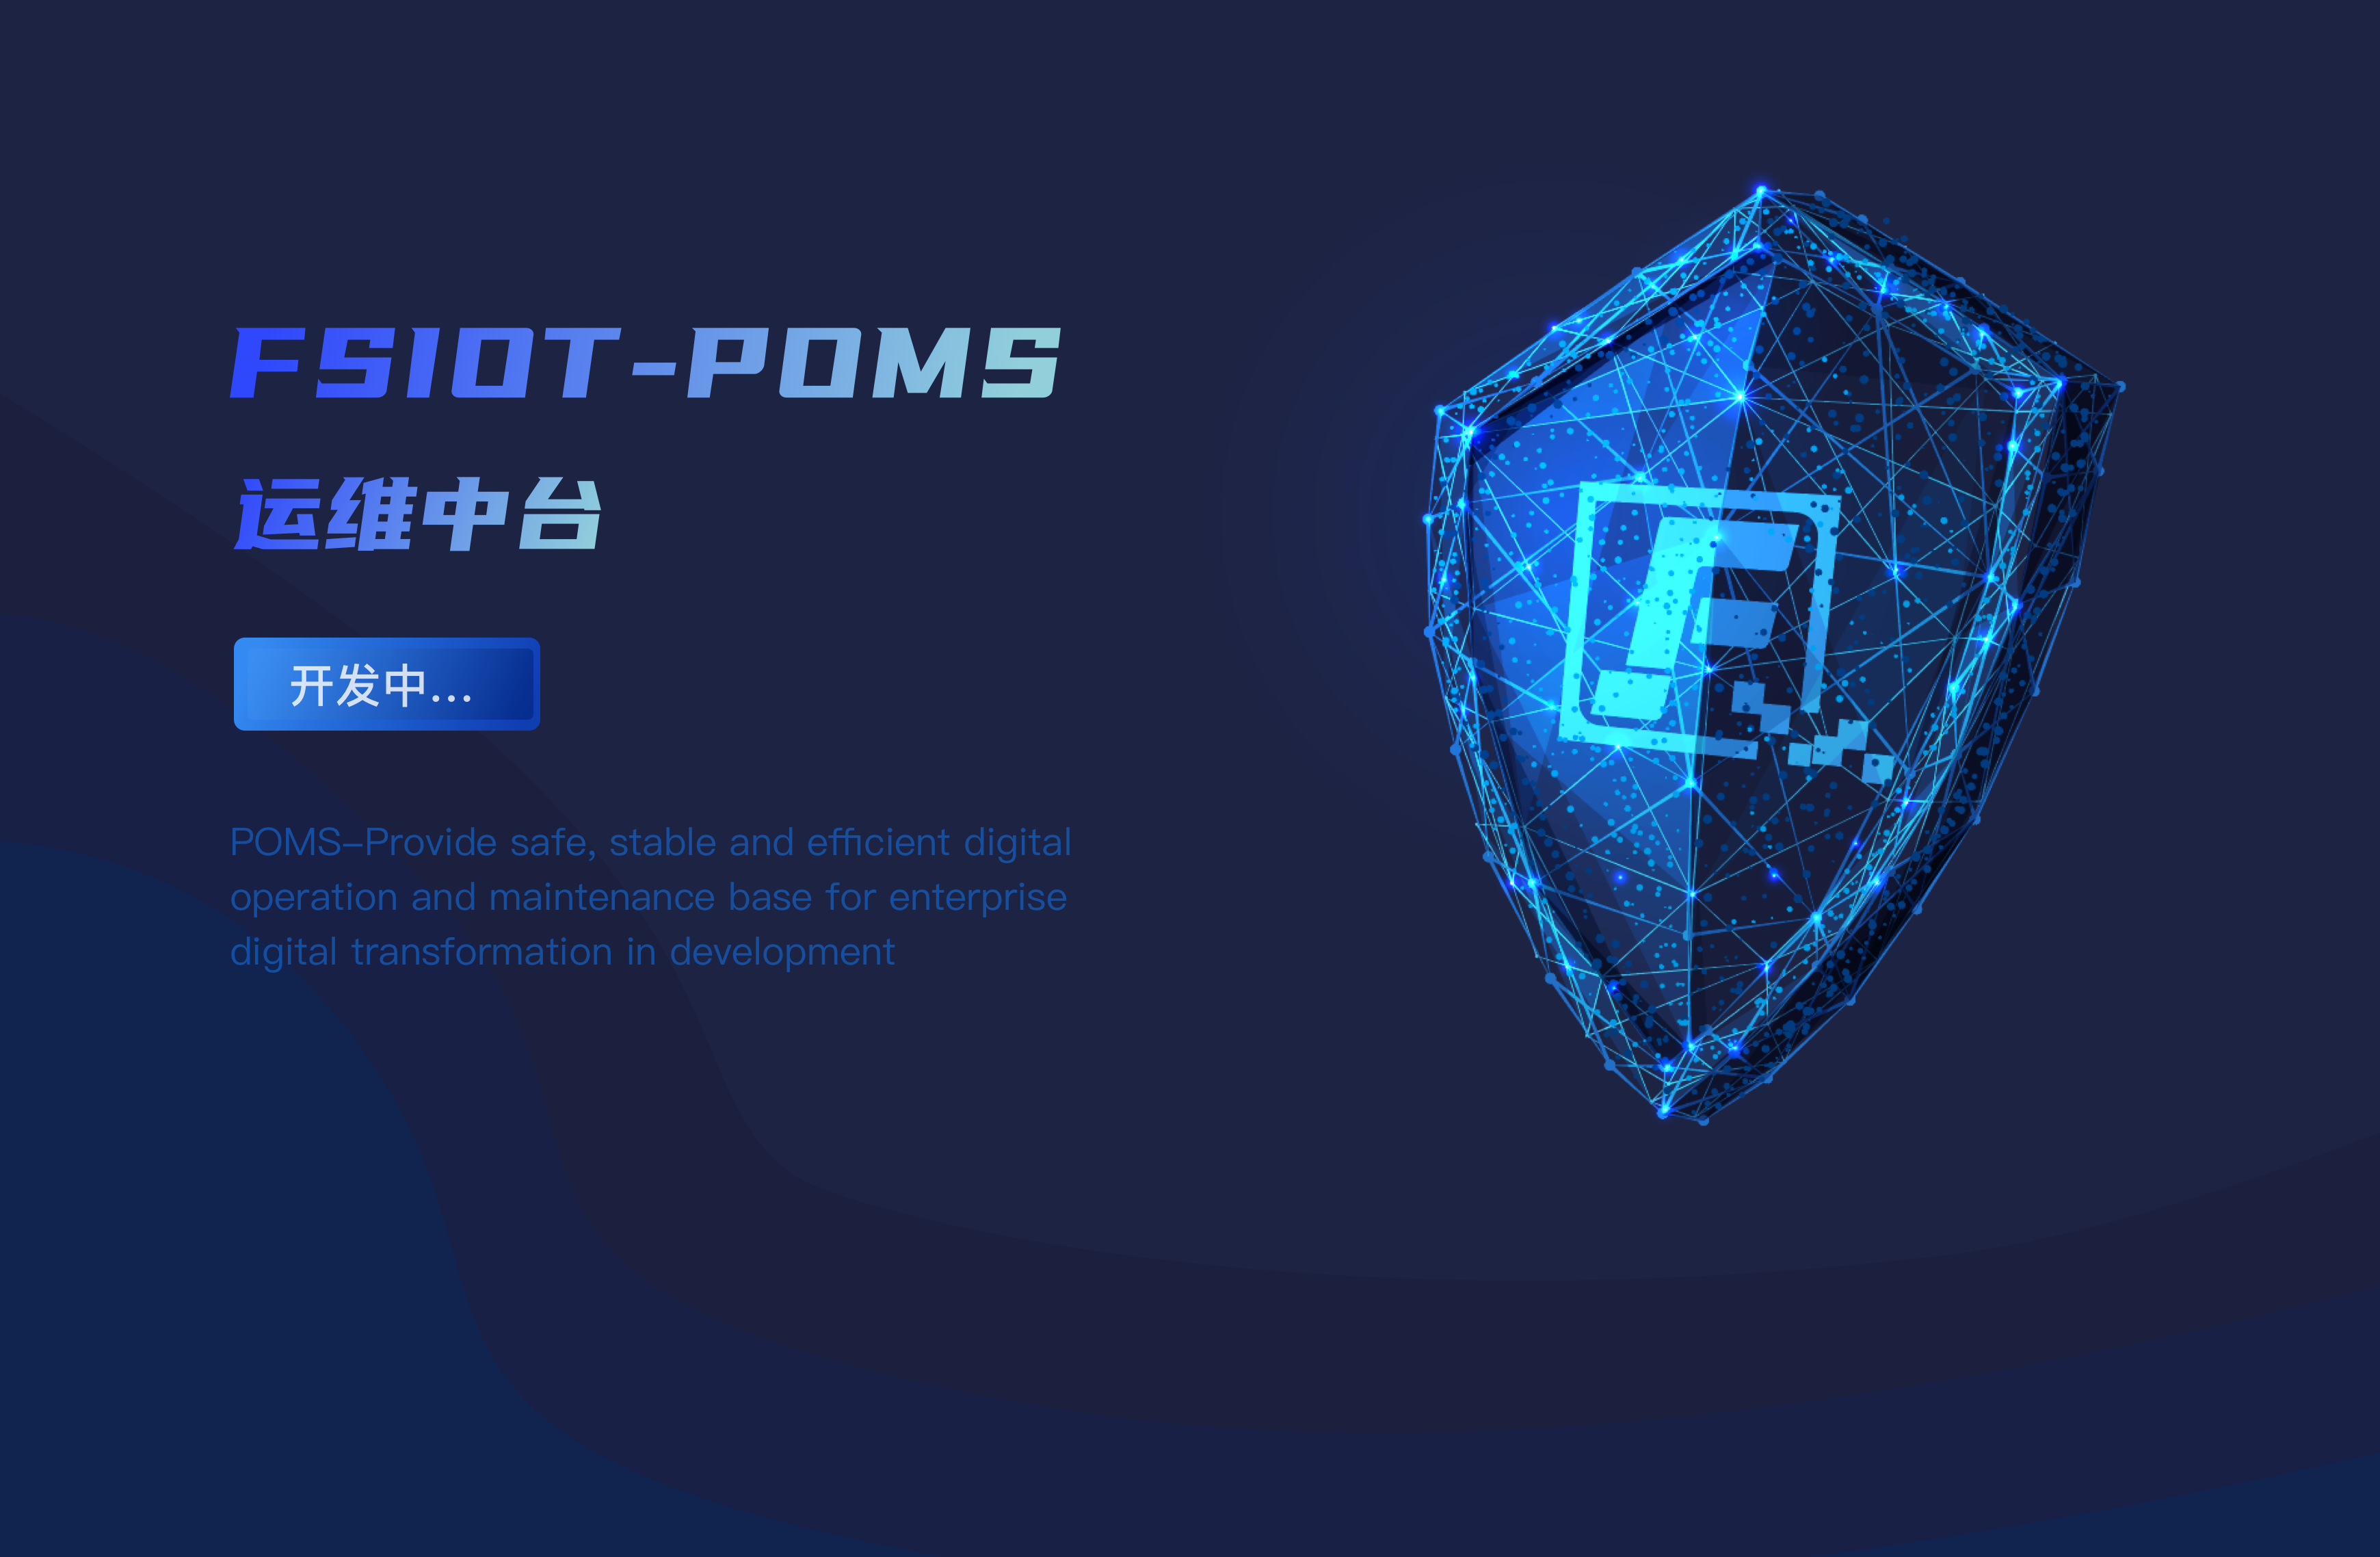 FSIOT-POMS
运维中台
开发中...
POMS–Provide safe, stable and efficient digital
operation and maintenance base for enterprise
digital transformation in development